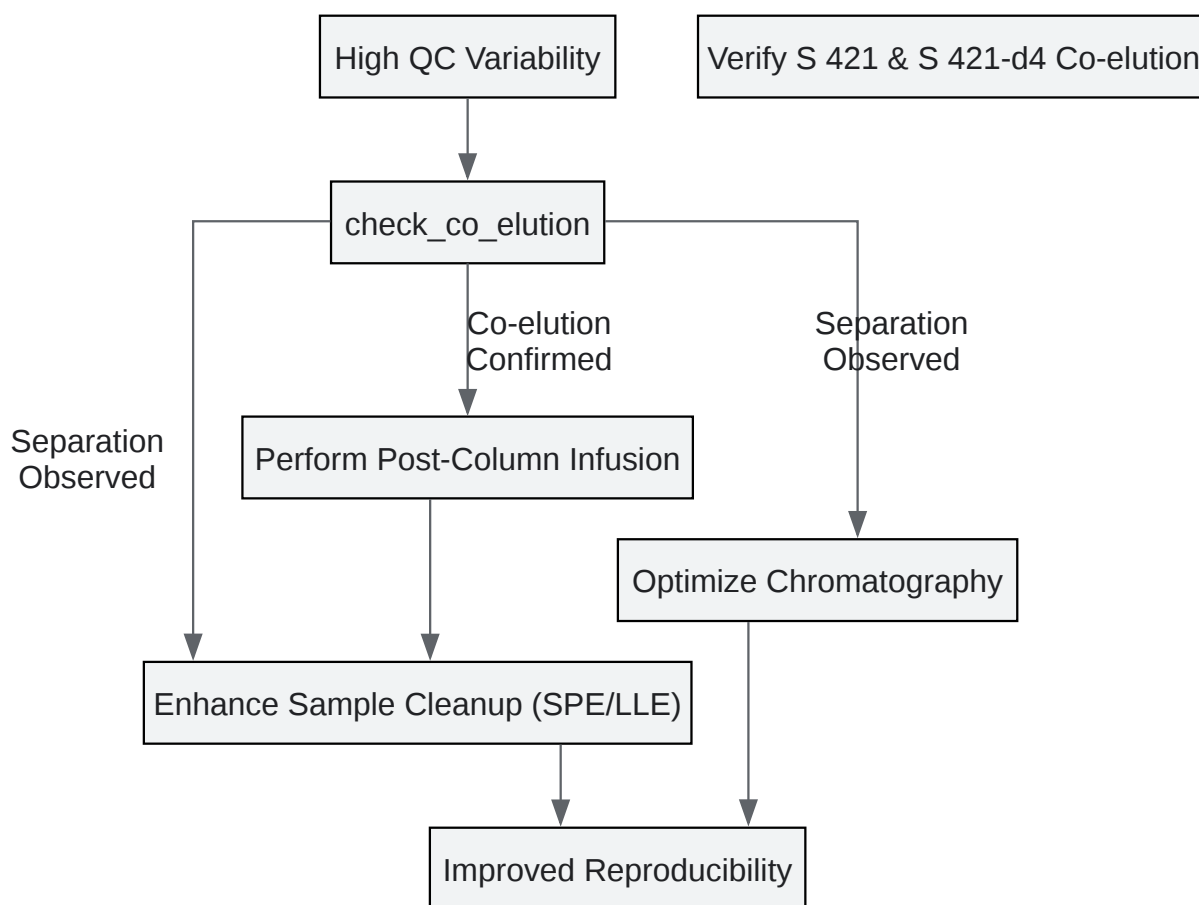 High QC Variability
Verify S 421 & S 421-d4 Co-elution
check_co_elution
Co-elution
Confirmed
Separation
Observed
Separation
Observed
Perform Post-Column Infusion
Optimize Chromatography
Enhance Sample Cleanup (SPE/LLE)
Improved Reproducibility